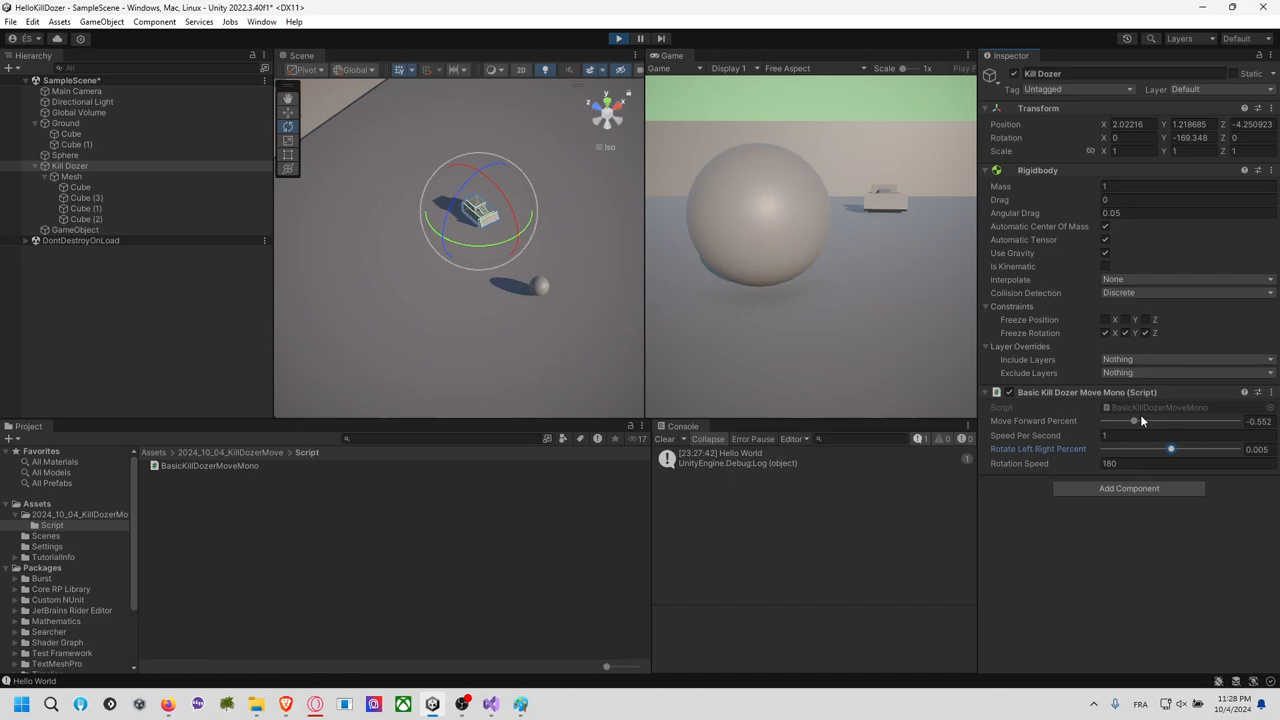 HelloKillDozer - SampleScene - Windows, Mac, Linux - Unity 2022.3.40f1* <DX11>
File Edit Assets GameObject Component Services Jobs Window Help
ÉS Layers Default
Hierarchy
All
SampleScene*
Main Camera
Directional Light
Global Volume
Ground
Cube
Cube (1)
Sphere
Kill Dozer
Mesh
Cube
Cube (3)
Cube (1)
Cube (2)
GameObject
DontDestroyOnLoad
Scene
Pivot Global 2D
y
z x
Iso
Game
Game Display 1 Free Aspect Scale 1x Play F
Inspector
Kill Dozer Static
Tag Untagged Layer Default
Transform
Position X 2.02216 Y 1.218685 Z -4.250923
Rotation X 0 Y -169.348 Z 0
Scale X 1 Y 1 Z 1
Rigidbody
Mass 1
Drag 0
Angular Drag 0.05
Automatic Center Of Mass
Automatic Tensor
Use Gravity
Is Kinematic
Interpolate None
Collision Detection Discrete
Constraints
Freeze Position X Y Z
Freeze Rotation X Y Z
Layer Overrides
Include Layers Nothing
Exclude Layers Nothing
Basic Kill Dozer Move Mono (Script)
Script BasicKillDozerMoveMono
Move Forward Percent -0.552
Speed Per Second 1
Rotate Left Right Percent 0.005
Rotation Speed 180
Add Component
Project
17
Favorites
All Materials
All Models
All Prefabs
Assets
2024_10_04_KillDozerMo
Script
Scenes
Settings
TutorialInfo
Packages
Burst
Core RP Library
Custom NUnit
JetBrains Rider Editor
Mathematics
Searcher
Shader Graph
Test Framework
TextMeshPro
Assets 2024_10_04_KillDozerMove Script
BasicKillDozerMoveMono
Console
Clear Collapse Error Pause Editor 1 0 0
[23:27:42] Hello World
UnityEngine.Debug:Log (object)
1
Hello World
FR
11:28 PM
10/4/2024